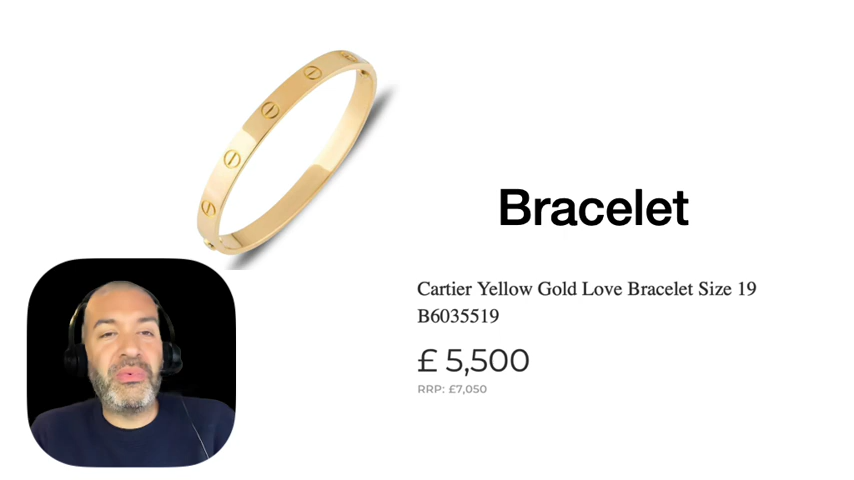 Bracelet
Cartier Yellow Gold Love Bracelet Size 19
B6035519
£ 5,500
RRP: £7,050